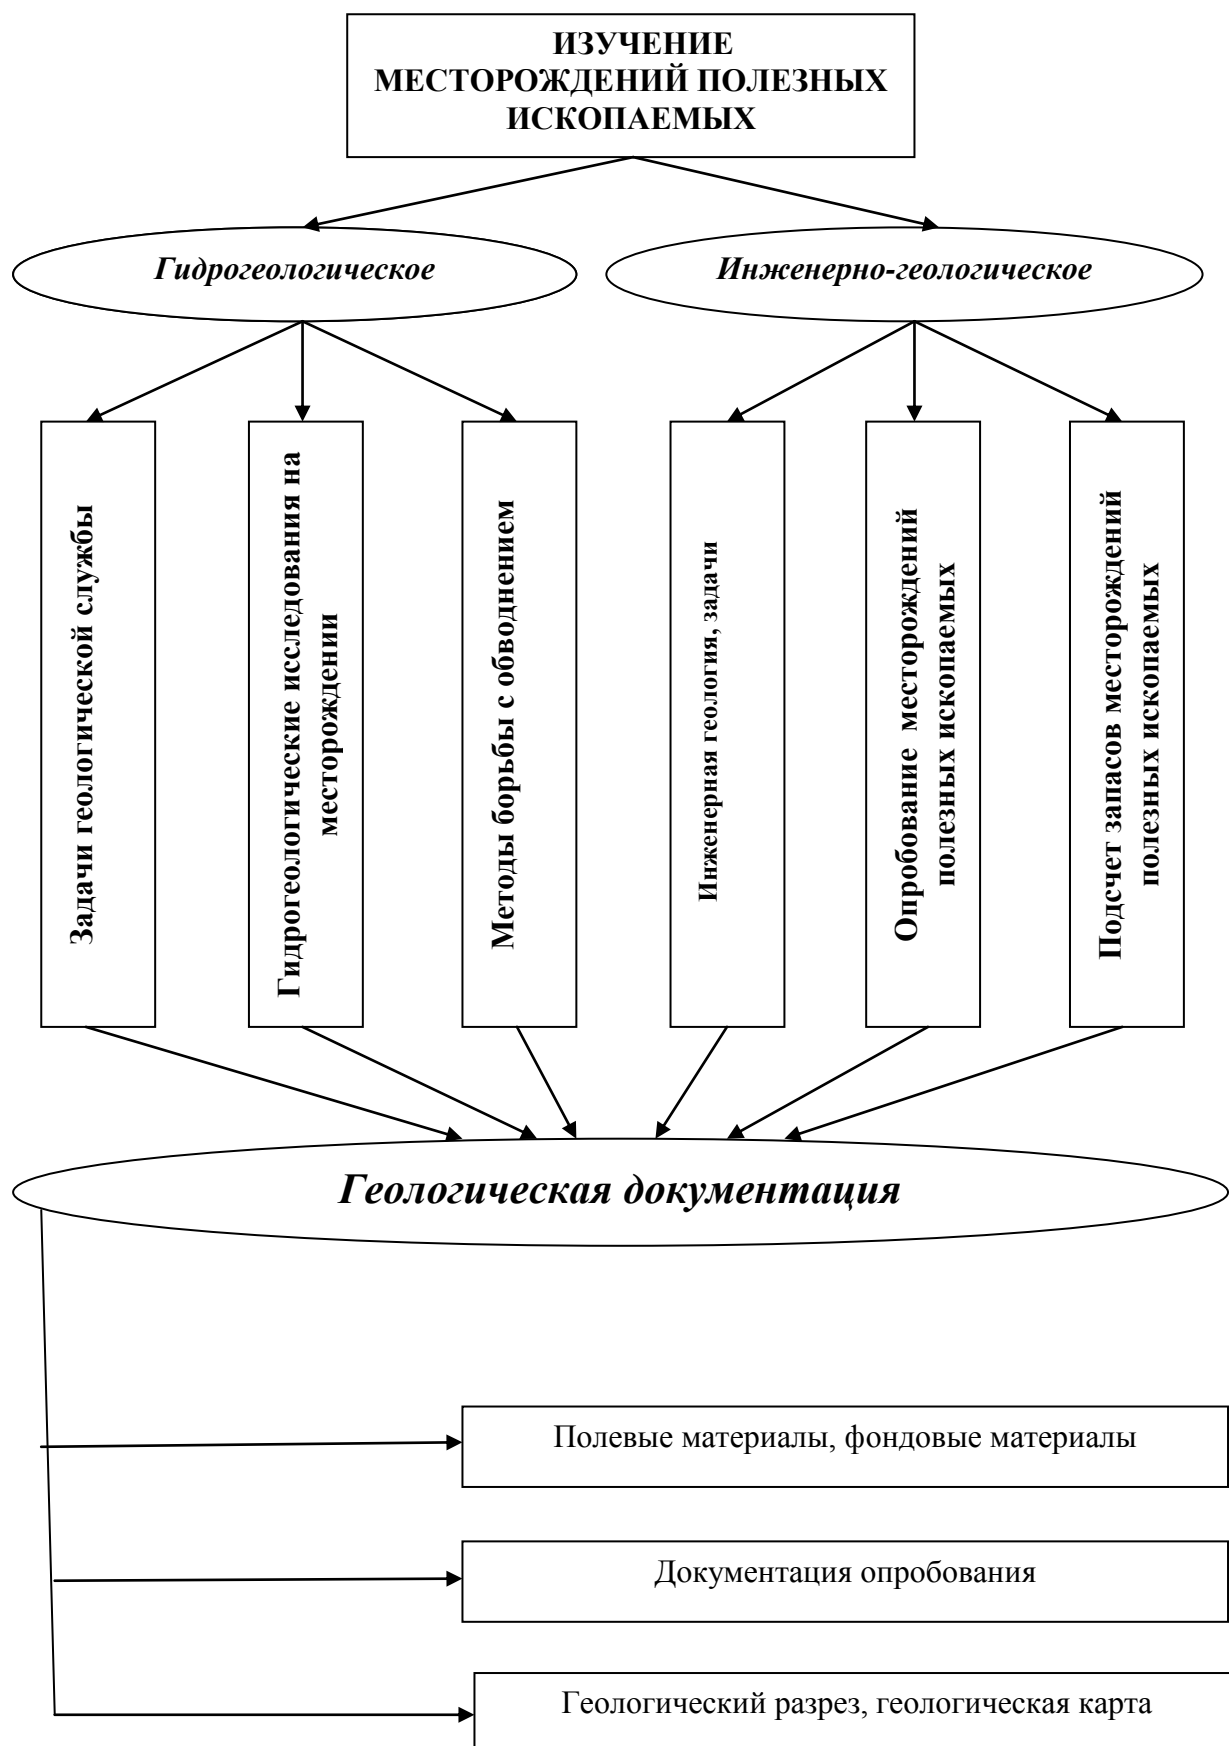 ИЗУЧЕНИЕ
МЕСТОРОЖДЕНИЙ ПОЛЕЗНЫХ
ИСКОПАЕМЫХ
Гидрогеологическое
Инженерно-геологическое
Задачи геологической службы
Гидрогеологические исследования на
месторождении
Методы борьбы с обводнением
Инженерная геология, задачи
Опробование месторождений
полезных ископаемых
Подсчет запасов месторождений
полезных ископаемых
Геологическая документация
Полевые материалы, фондовые материалы
Документация опробования
Геологический разрез, геологическая карта